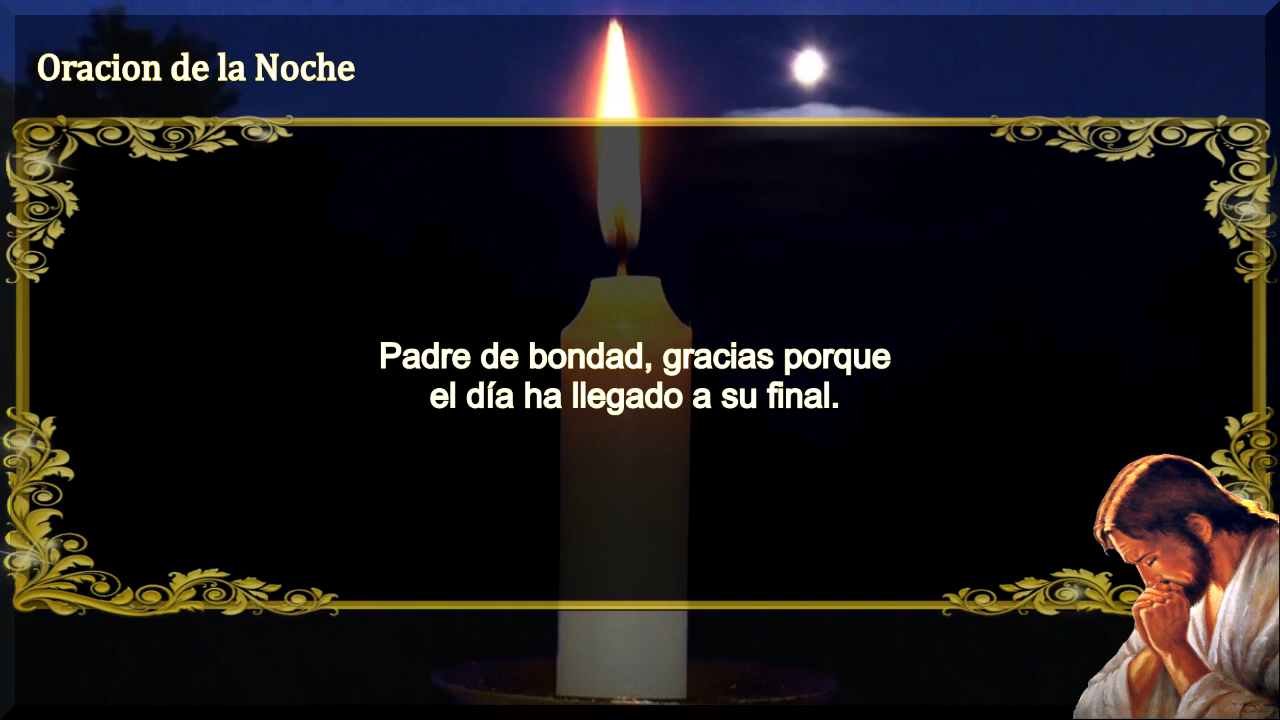 Oracion de la Noche
Padre de bondad, gracias porque
el día ha llegado a su final.